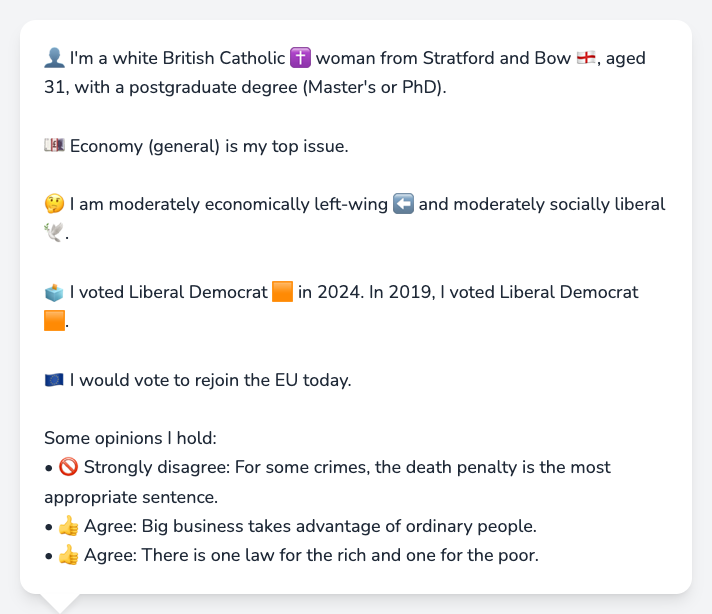 👤 I'm a white British Catholic ✝️ woman from Stratford and Bow 🏴󠁧󠁢󠁥󠁮󠁧󠁿, aged
31, with a postgraduate degree (Master's or PhD).
💷 Economy (general) is my top issue.
🤔 I am moderately economically left-wing ⬅️ and moderately socially liberal
🕊️.
🗳️ I voted Liberal Democrat 🟧 in 2024. In 2019, I voted Liberal Democrat
🟧.
🇪🇺 I would vote to rejoin the EU today.
Some opinions I hold:
• 🚫 Strongly disagree: For some crimes, the death penalty is the most
appropriate sentence.
• 👍 Agree: Big business takes advantage of ordinary people.
• 👍 Agree: There is one law for the rich and one for the poor.